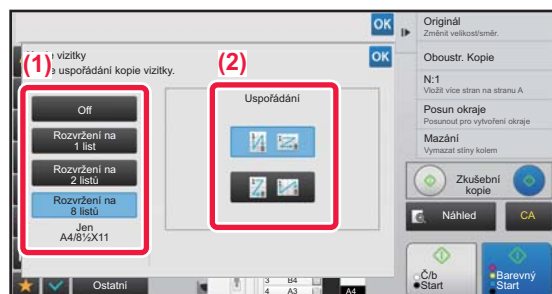 OK
Originál
Změnit velikost/směr.
(1)
vizitky
(2)
OK
uspořádání kopie vizitky.
Oboustr. Kopie
N:1
Vložit více stran na stranu A
Off
Uspořádání
Posun okraje
Posunout pro vytvoření okraje
Rozvržení na
1 list
Mazání
Vymazat stíny kolem
Rozvržení na
2 listů
Zkušební
kopie
Rozvržení na
8 listů
Jen
A4/8½X11
Náhled
CA
Č/b
Start
Barevný
Start
Ostatní
3 B4
4 A3
A4